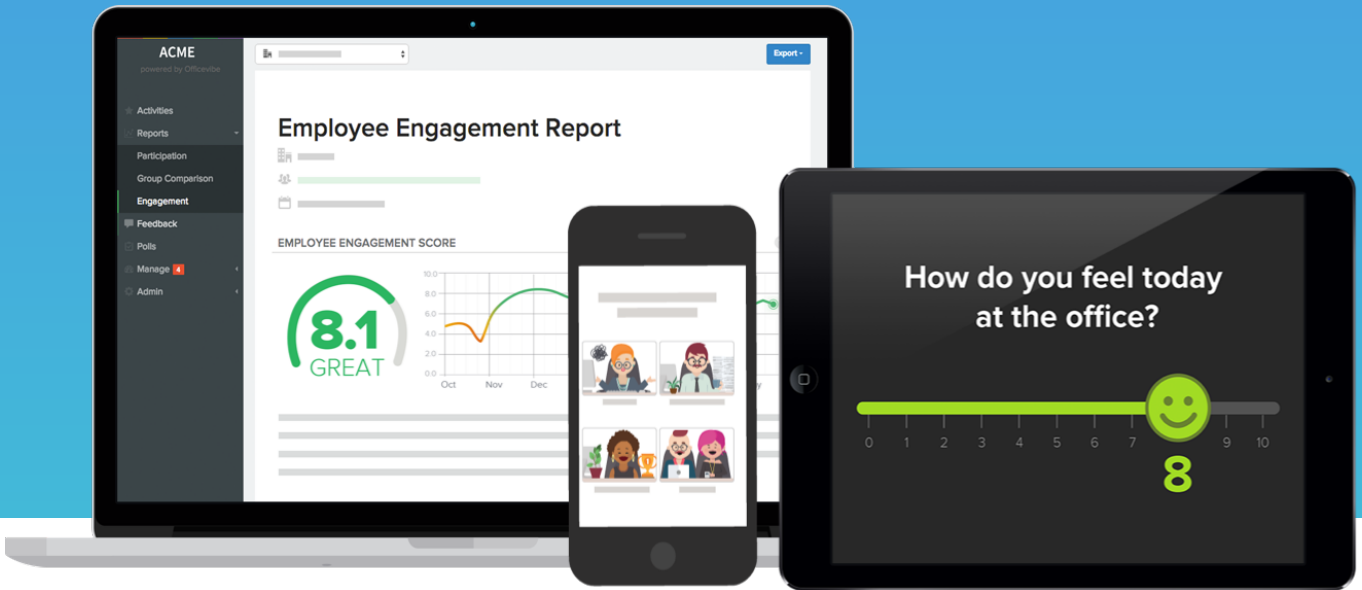 ACME
powered by Officevibe
Export
Activities
Reports
Participation
Group Comparison
Engagement
Feedback
Polls
Manage 4
Admin
Employee Engagement Report
EMPLOYEE ENGAGEMENT SCORE
8.1
GREAT
10.0
8.0
6.0
4.0
2.0
0.0
Oct Nov Dec
How do you feel today
at the office?
0 1 2 3 4 5 6 7 9 10
8